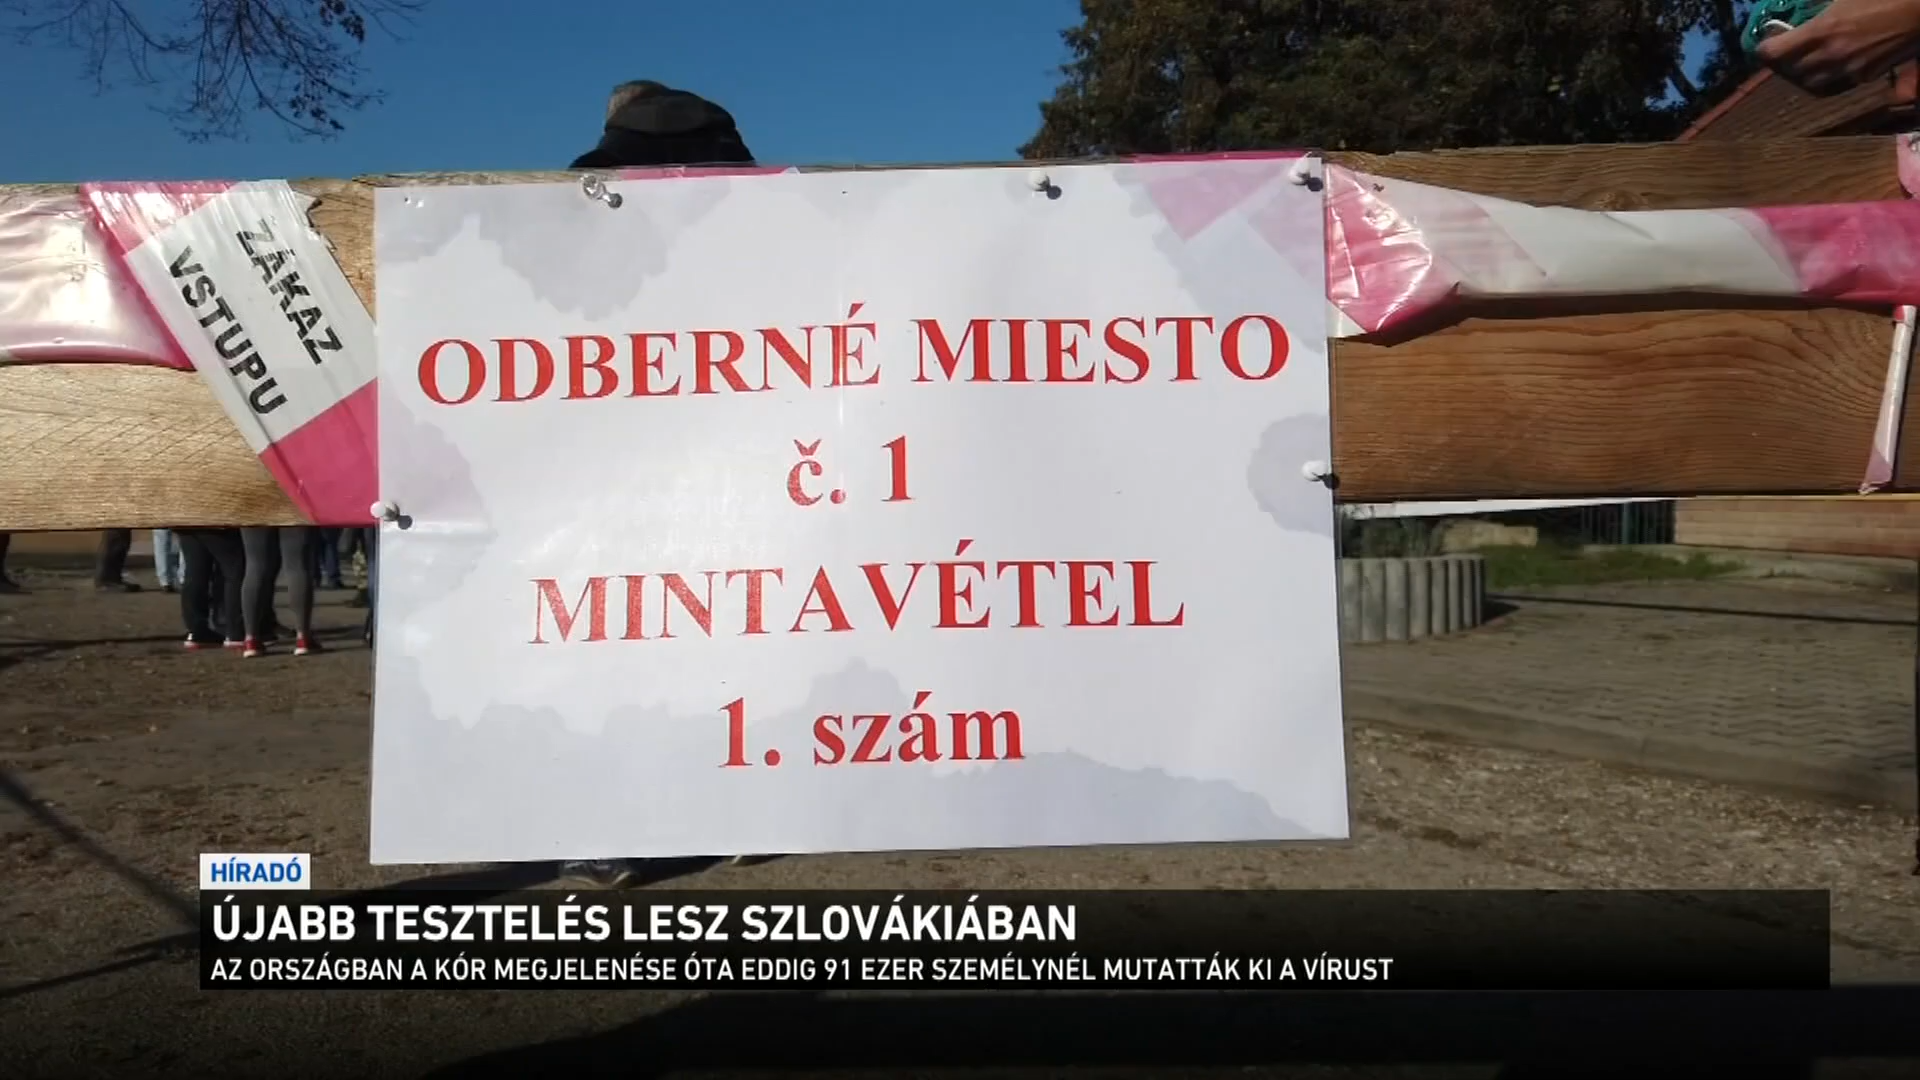 ZÁKAZ
VSTUPU
ODBERNÉ MIESTO
č. 1
MINTAVÉTEL
1. szám
HÍRADÓ
ÚJABB TESZTELÉS LESZ SZLOVÁKIÁBAN
AZ ORSZÁGBAN A KÓR MEGJELENÉSE ÓTA EDDIG 91 EZER SZEMÉLYNÉL MUTATTÁK KI A VÍRUST